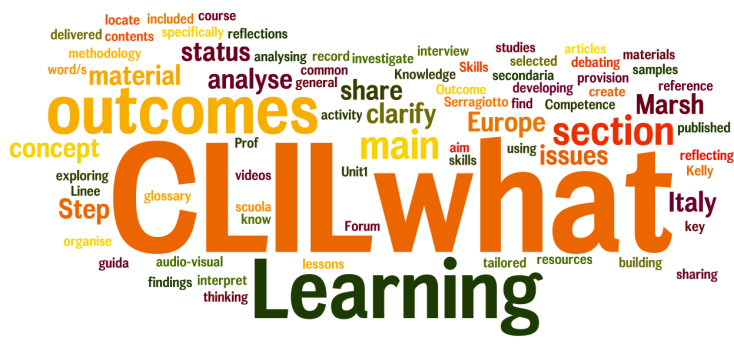 locate included course
delivered contents specifically reflections
methodology status analysing record investigate interview studies articles
word/s material analyse common general Knowledge Skills selected debating materials
secondaria provision samples
outcomes share Outcome developing create reference
activity clarify Serragiotto find Competence Marsh
concept Prof main Europe section published
aim skills using issues reflecting
exploring videos Unit1 Kelly
Linee glossary CLIL what
Step scuola know Forum Italy
organise key
guida audio-visual lessons tailored resources building
findings interpret Learning sharing
thinking